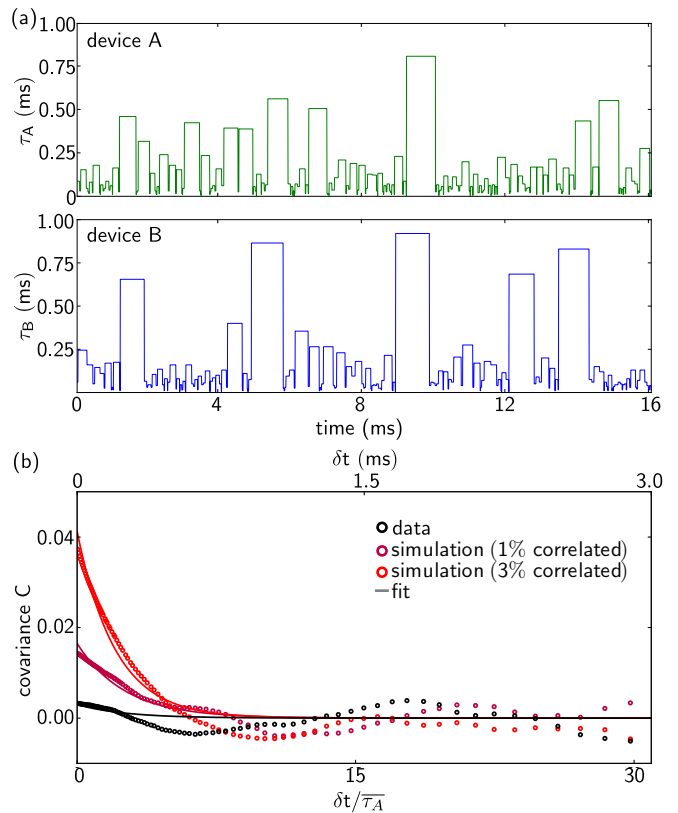 (a)
1.00
device A
0.75
0.50
0.25
0
τA (ms)
1.00
device B
0.75
0.50
0.25
τB (ms)
0 4 8 12 16
time (ms)
(b)
δt (ms)
0 1.5 3.0
0.04
0.02
0.00
covariance C
data
simulation (1% correlated)
simulation (3% correlated)
fit
0 15 30
δt/τA